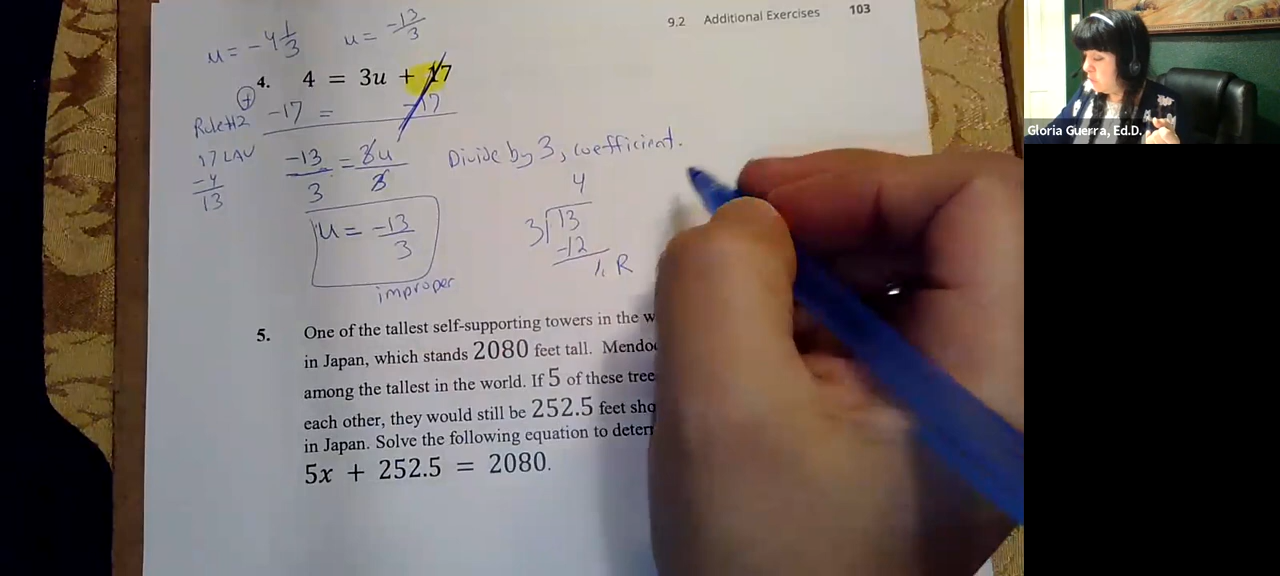 9.2 Additional Exercises 103
u = -4 1/3 u = -13/3
4. 4 = 3u + 17
Rule #2 -17 = -17
17 LAV
-4
13
-13/3 = 3u/3 Divide by 3, coefficient.
u = -13/3
improper
4
3 13
-12
1 R
5. One of the tallest self-supporting towers in the w
in Japan, which stands 2080 feet tall. Mendo
among the tallest in the world. If 5 of these tree
each other, they would still be 252.5 feet sho
in Japan. Solve the following equation to deter
5x + 252.5 = 2080.
Gloria Guerra, Ed.D.